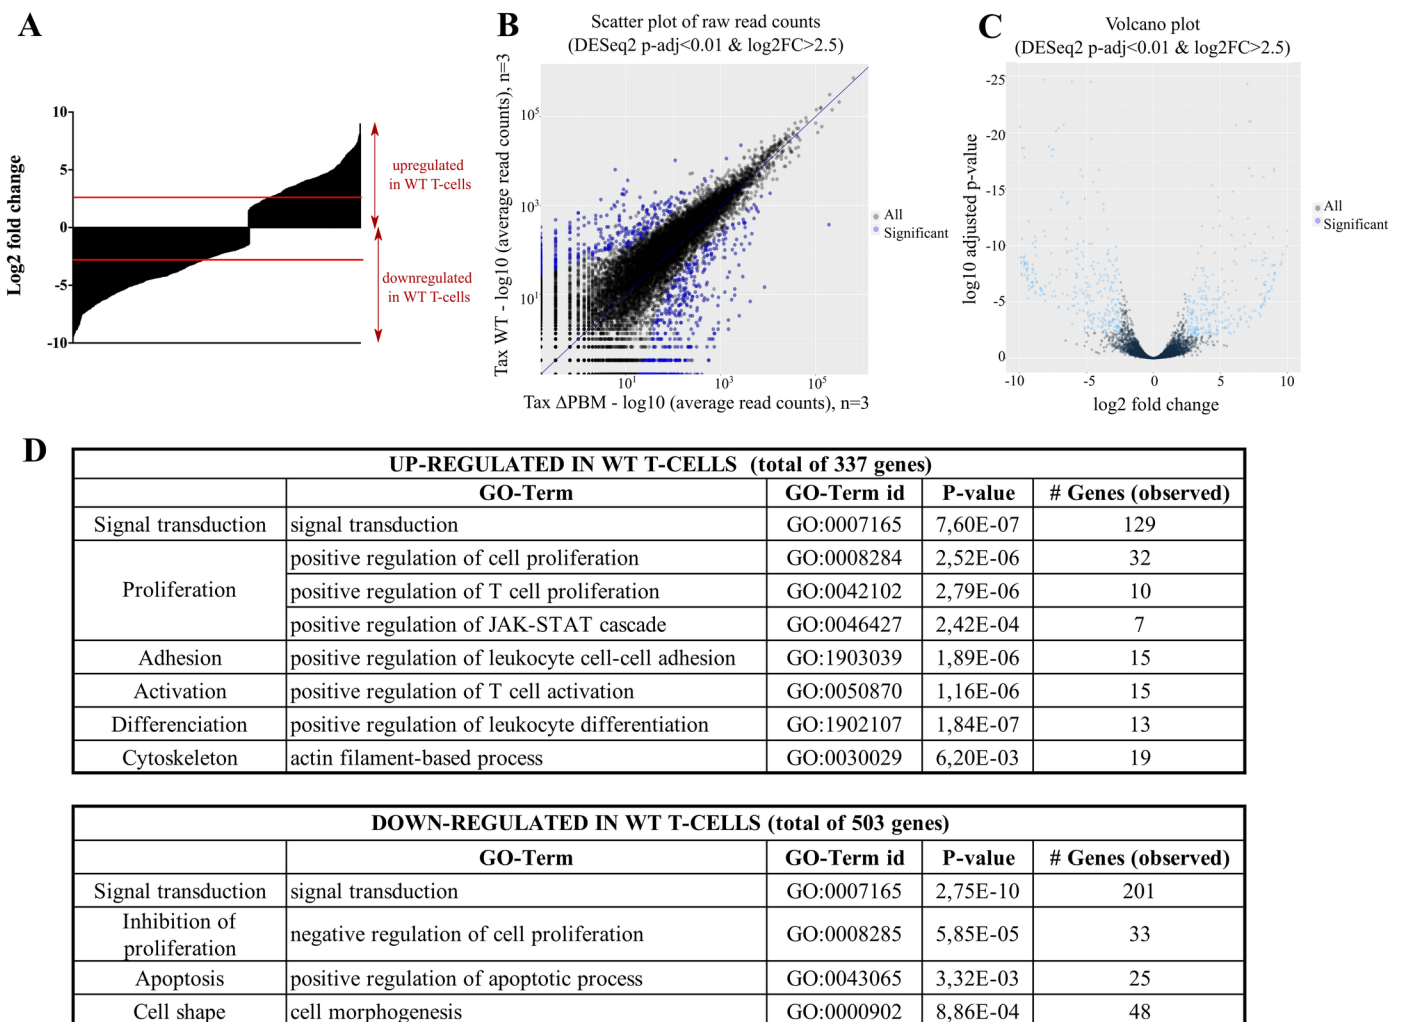 A
10
5
0
-5
-10
Log2 fold change
upregulated
in WT T-cells
downregulated
in WT T-cells
B
Scatter plot of raw read counts
(DESeq2 p-adj<0.01 & log2FC>2.5)
Tax WT - log10 (average read counts), n=3
10^5
10^3
10^1
10^1
10^3
10^5
Tax ΔPBM - log10 (average read counts), n=3
All
Significant
C
Volcano plot
(DESeq2 p-adj<0.01 & log2FC>2.5)
log10 adjusted p-value
-25
-20
-15
-10
-5
0
-10
-5
0
5
10
log2 fold change
All
Significant
D
UP-REGULATED IN WT T-CELLS (total of 337 genes)
GO-Term GO-Term id P-value # Genes (observed)
Signal transduction signal transduction GO:0007165 7,60E-07 129
Proliferation
positive regulation of cell proliferation GO:0008284 2,52E-06 32
positive regulation of T cell proliferation GO:0042102 2,79E-06 10
positive regulation of JAK-STAT cascade GO:0046427 2,42E-04 7
Adhesion positive regulation of leukocyte cell-cell adhesion GO:1903039 1,89E-06 15
Activation positive regulation of T cell activation GO:0050870 1,16E-06 15
Differenciation positive regulation of leukocyte differentiation GO:1902107 1,84E-07 13
Cytoskeleton actin filament-based process GO:0030029 6,20E-03 19
DOWN-REGULATED IN WT T-CELLS (total of 503 genes)
GO-Term GO-Term id P-value # Genes (observed)
Signal transduction signal transduction GO:0007165 2,75E-10 201
Inhibition of
proliferation
negative regulation of cell proliferation GO:0008285 5,85E-05 33
Apoptosis positive regulation of apoptotic process GO:0043065 3,32E-03 25
Cell shape cell morphogenesis GO:0000902 8,86E-04 48